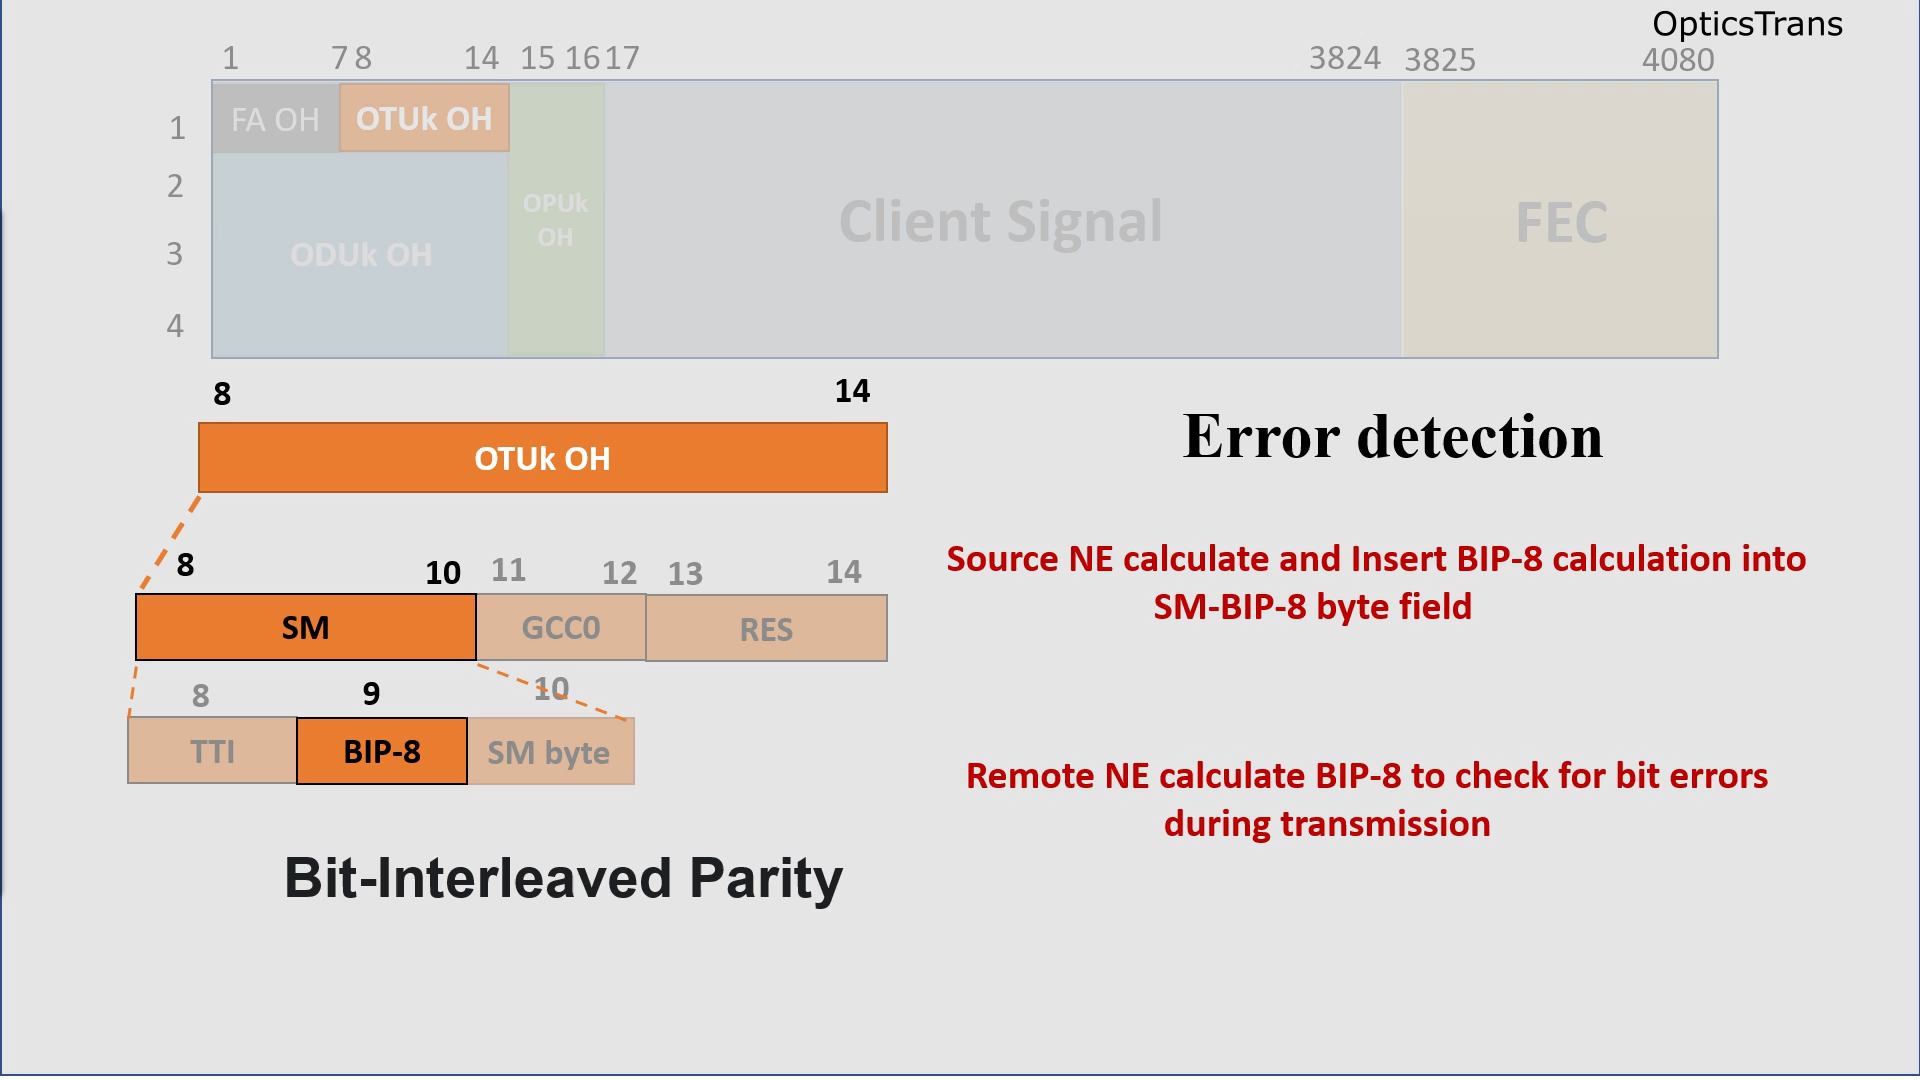 OpticsTrans
1 7 8 14 15 16 17 3824 3825 4080
1
FA OH
OTUk OH
2
OPUk
OH
Client Signal
FEC
3
ODUk OH
4
8 14
OTUk OH
Error detection
8 10 11 12 13 14
SM
GCC0
RES
Source NE calculate and Insert BIP-8 calculation into
SM-BIP-8 byte field
8 9 10
TTI
BIP-8
SM byte
Remote NE calculate BIP-8 to check for bit errors
during transmission
Bit-Interleaved Parity